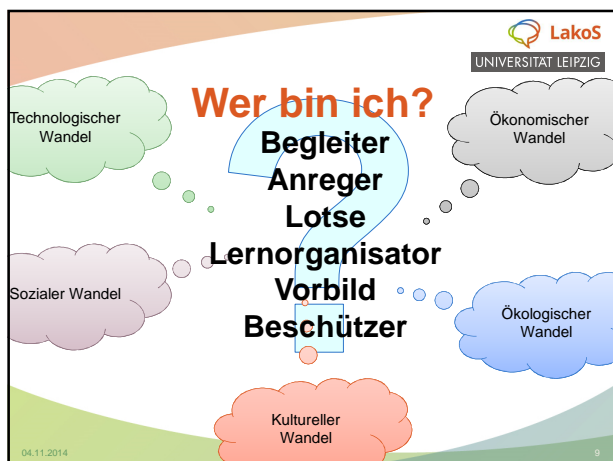 LakoS
UNIVERSITÄT LEIPZIG
Wer bin ich?
Technologischer
Wandel
Ökonomischer
Wandel
Begleiter
Anreger
Lotse
Lernorganisator
Vorbild
Beschützer
Sozialer Wandel
Ökologischer
Wandel
Kultureller
Wandel
04.11.2014
9